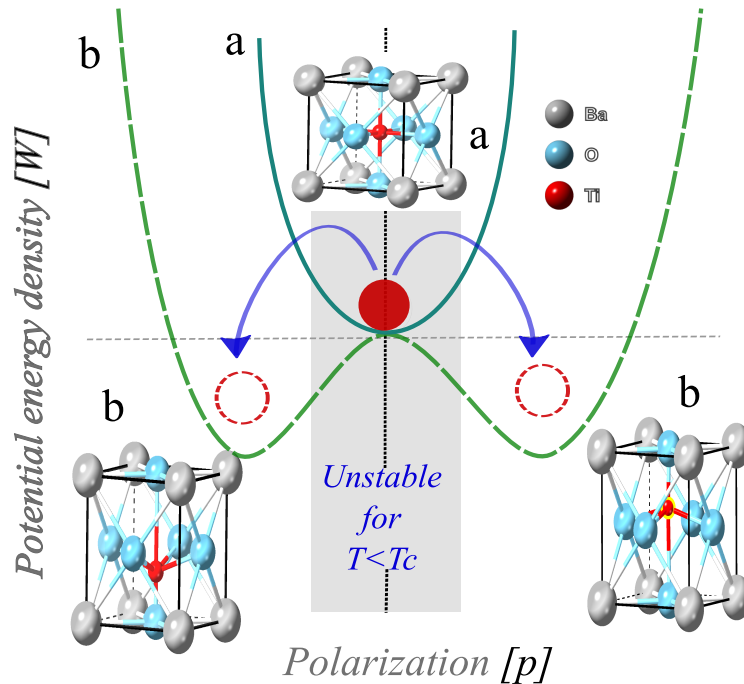 b
a
a
Ba
O
Ti
Potential energy density [W]
b
b
Unstable
for
T<Tc
Polarization [p]